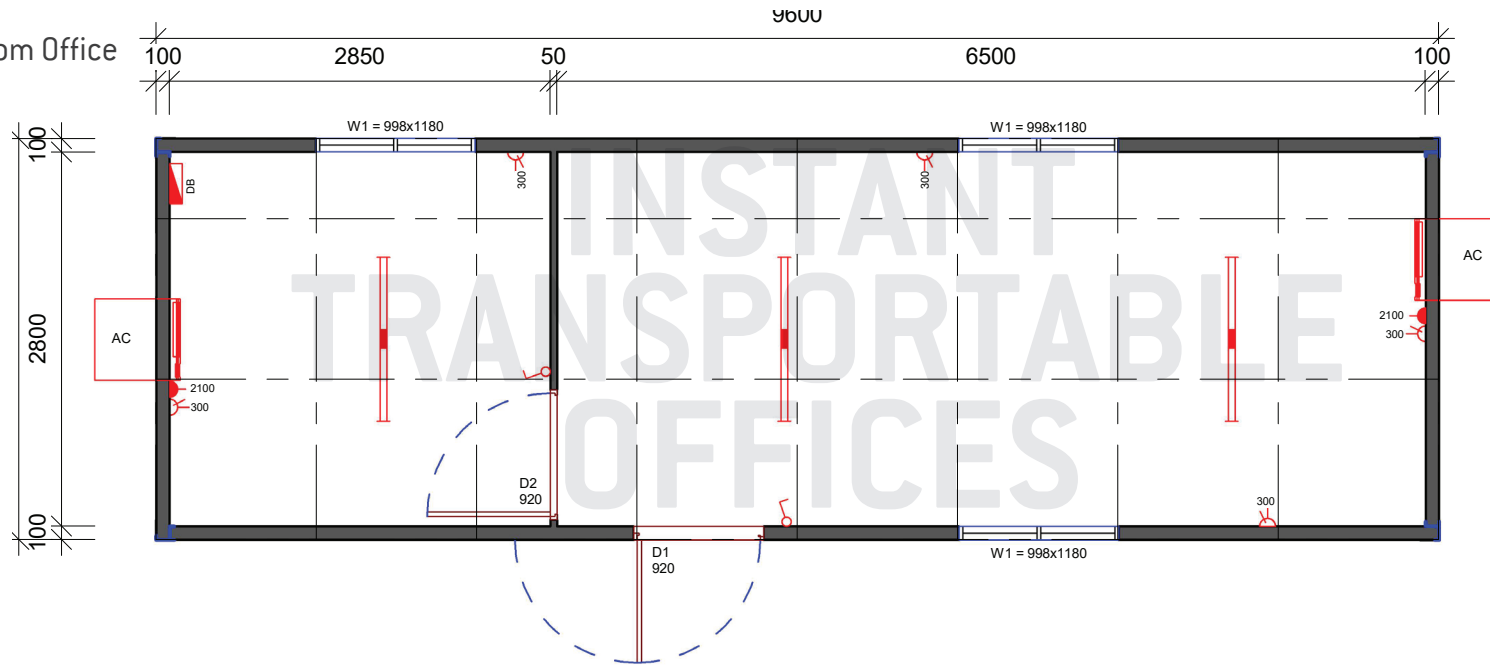 9600
om Office
100 2850 50 6500 100
W1 = 998x1180 W1 = 998x1180
100
DB 300 300
INSTANT
AC
TRANSPORTABLE
2800 AC 2100
300
2100
300
OFFICES
D2
920
300
100
D1
920
W1 = 998x1180